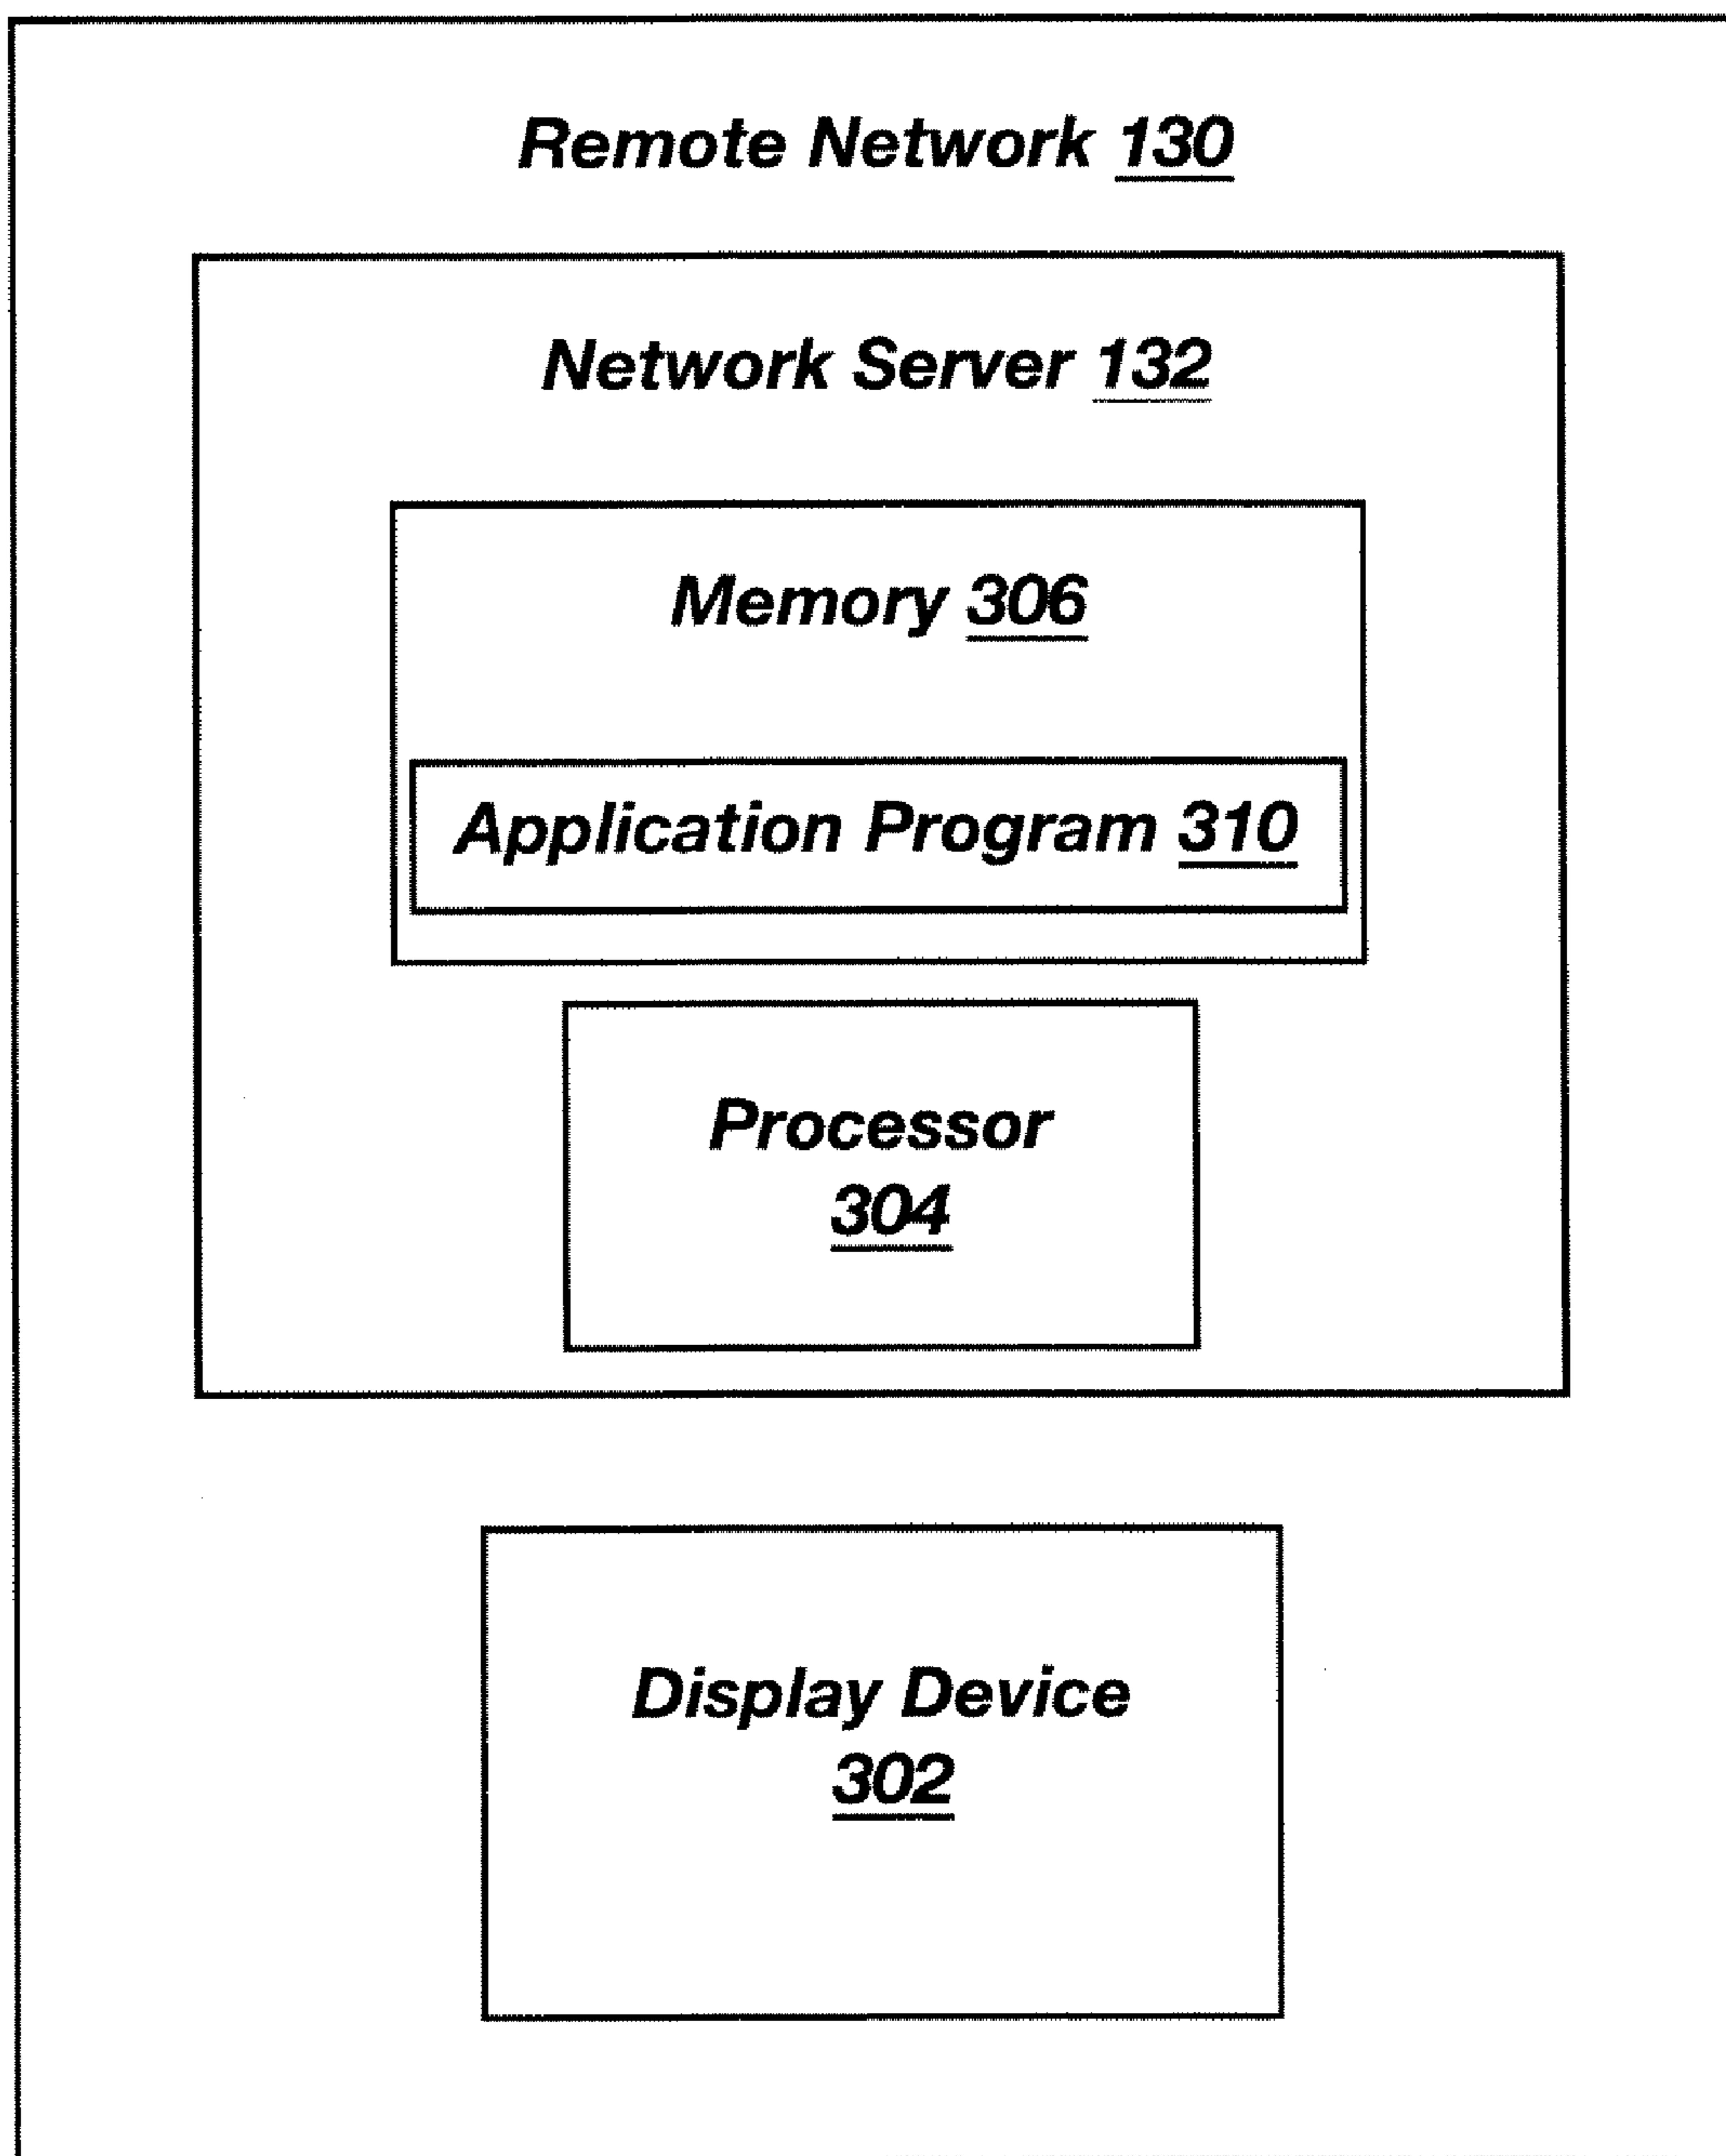 Remote Network 130
Network Server 132
Memory 306
Application Program 310
Processor
304
Display Device
302